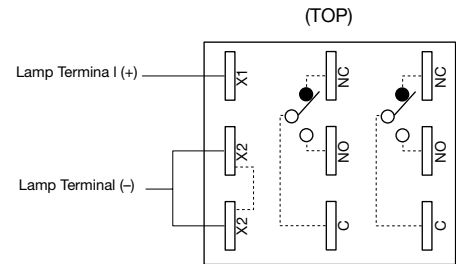 (TOP)
Lamp Termina l (+)
X1
NC
NC
X2
NO
NO
Lamp Terminal (–)
X2
C
C